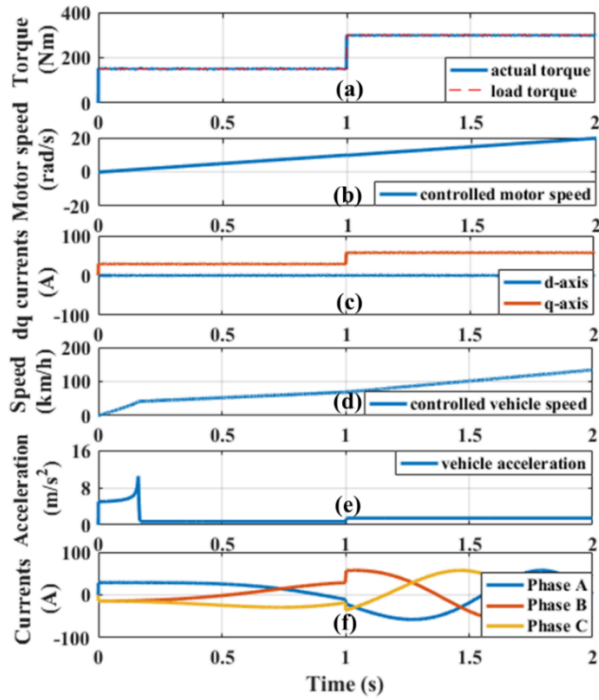 400
200
0
Torque
(Nm)
(a)
actual torque
load torque
0 0.5 1 1.5 2
20
0
-20
Motor speed
(rad/s)
(b)
controlled motor speed
0 0.5 1 1.5 2
100
0
-100
dq currents
(A)
(c)
d-axis
q-axis
0 0.5 1 1.5 2
200
100
0
Speed
(km/h)
(d)
controlled vehicle speed
0 0.5 1 1.5 2
16
8
0
Acceleration
(m/s²)
vehicle acceleration
(e)
0 0.5 1 1.5 2
100
0
-100
Currents
(A)
(f)
Phase A
Phase B
Phase C
0 0.5 1 1.5 2
Time (s)